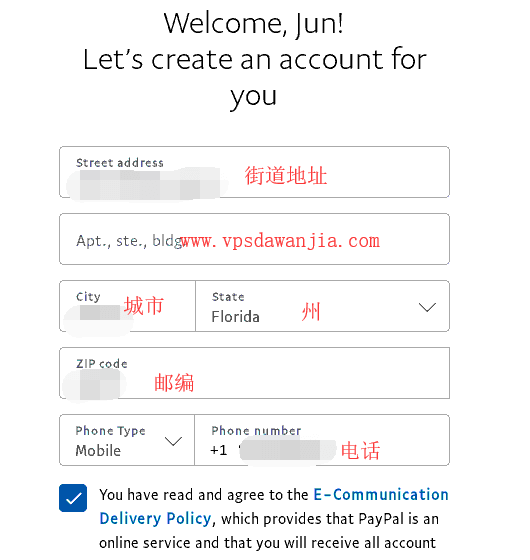 Welcome, Jun!
Let's create an account for
you
Street address
街道地址
Apt., ste., bldg
www.vpsdawanjia.com
City
城市
State
Florida
州
ZIP code
邮编
Phone Type
Mobile
Phone number
+1
电话
You have read and agree to the E-Communication
Delivery Policy, which provides that PayPal is an
online service and that you will receive all account